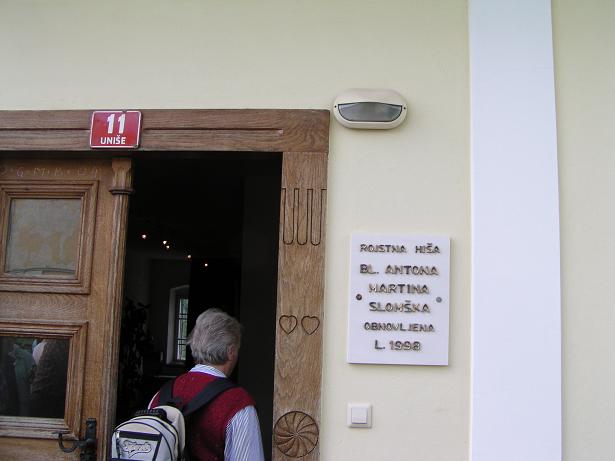 11
UNIŠE
ROJSTNA HIŠA
BL. ANTONA
MARTINA
SLOMŠKA
OBNOVLJENA
L. 1998